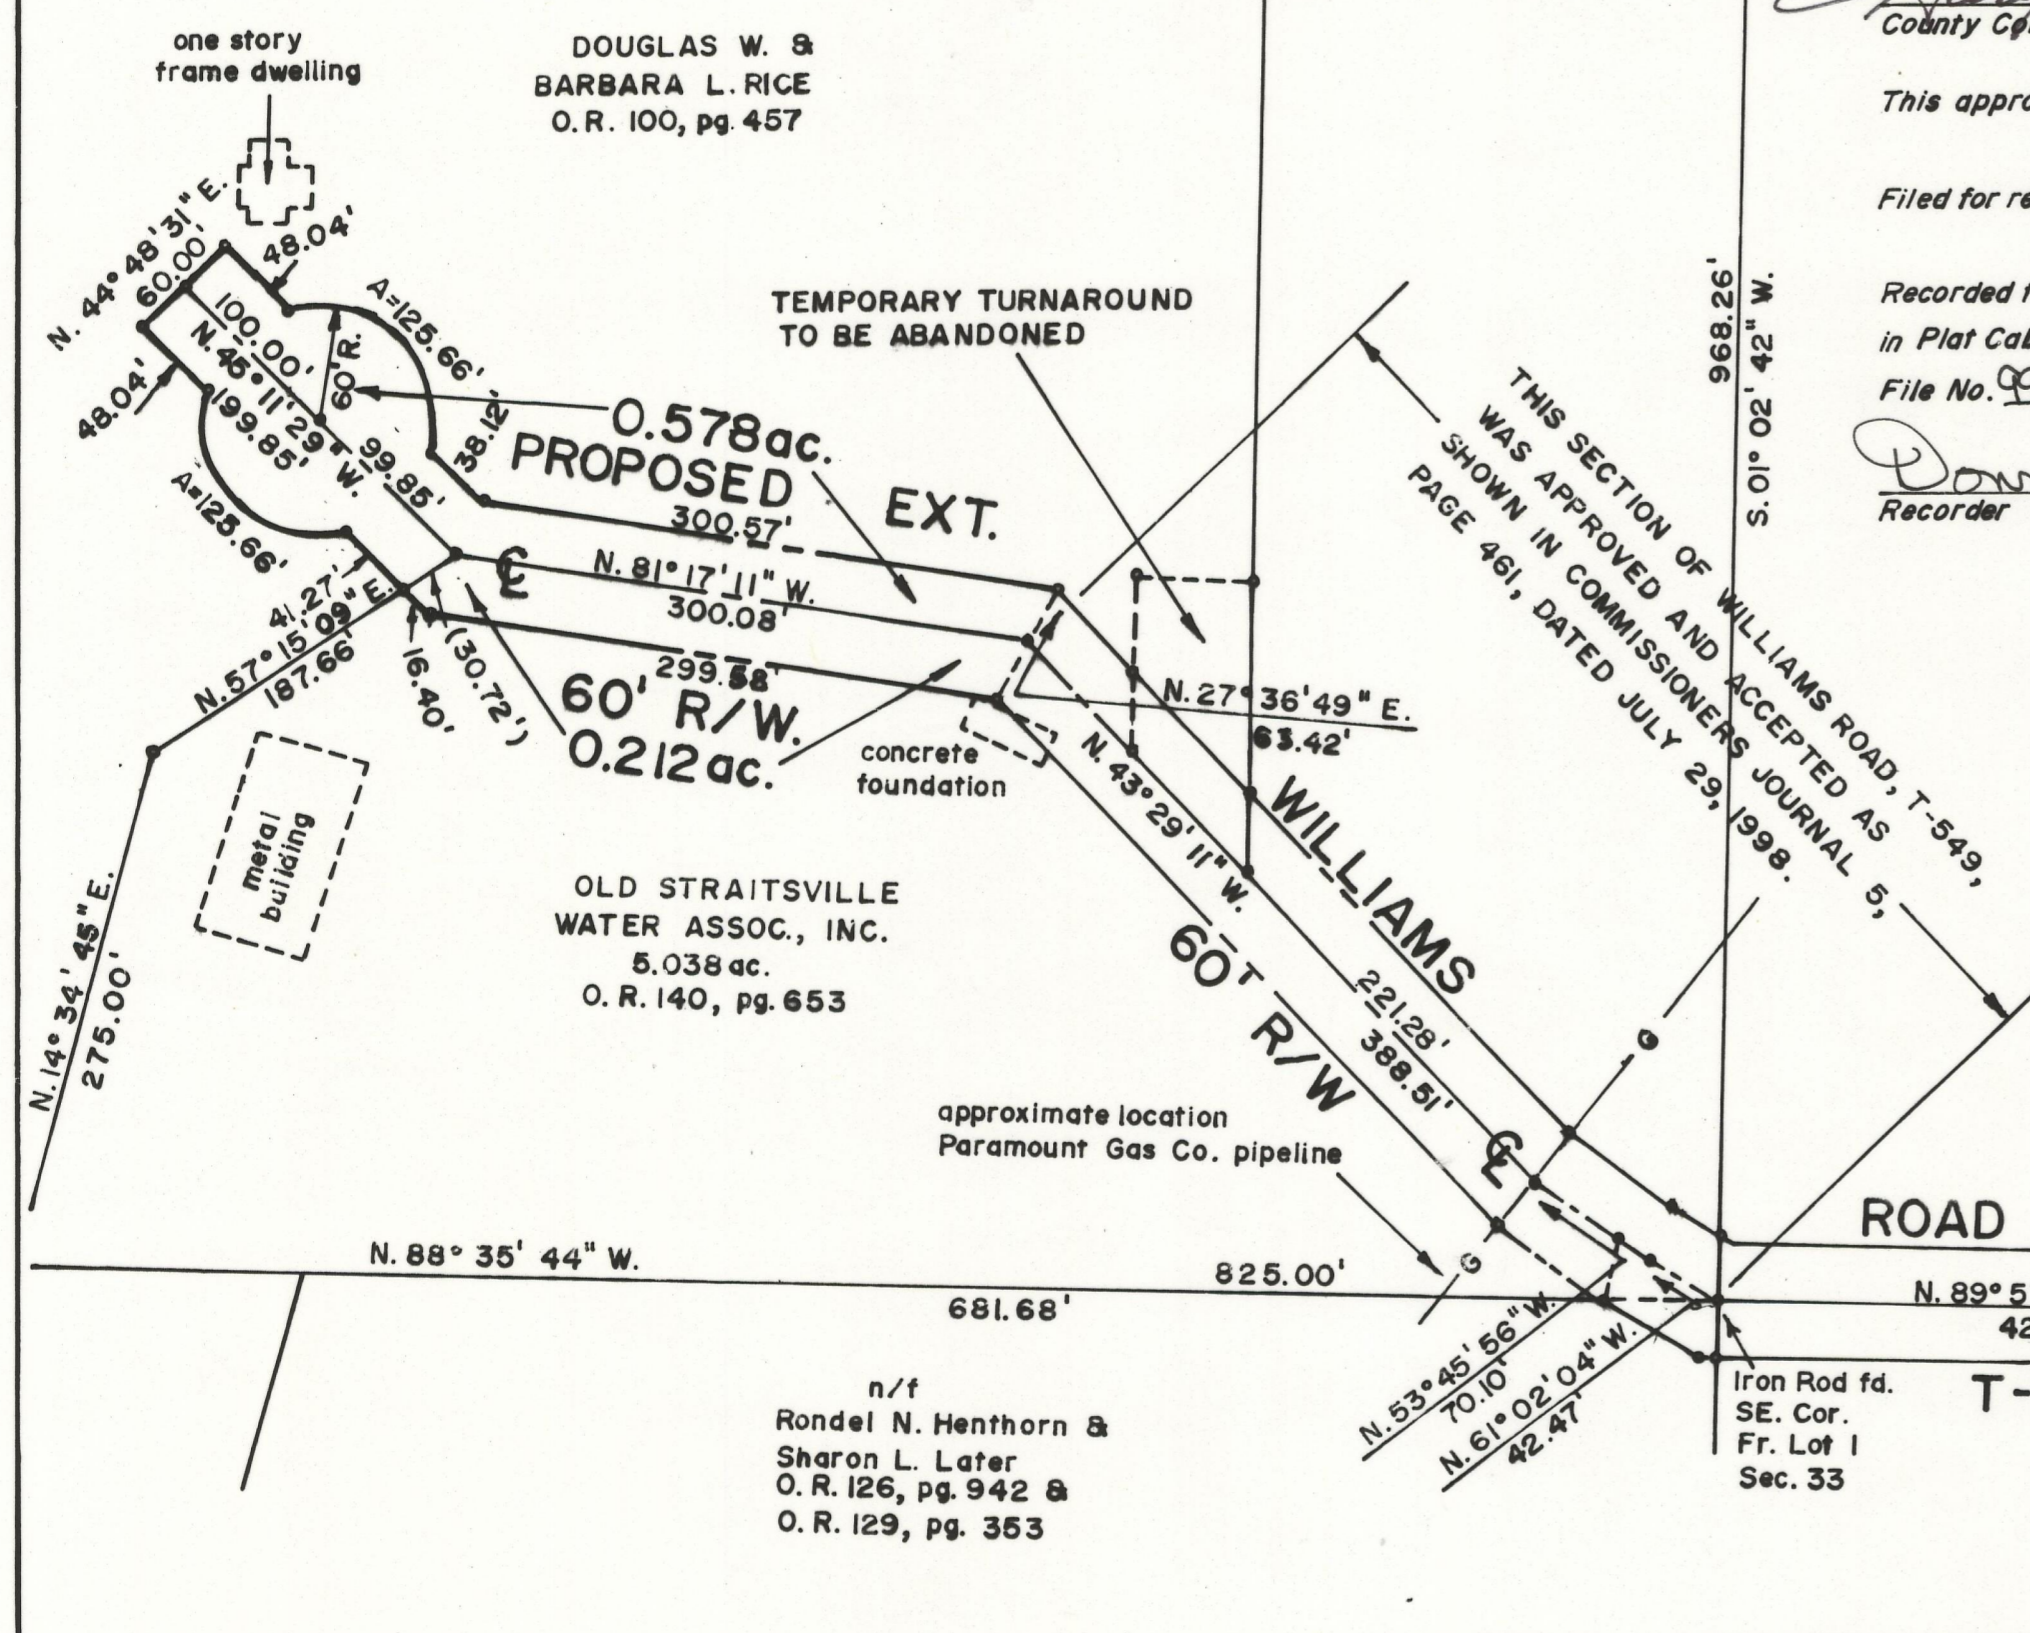 one story
frame dwelling
DOUGLAS W. &
BARBARA L. RICE
O.R. 100, pg. 457
County
This
Filed for
Recorded
in Plat
File No.
Recorder
N. 44° 48' 31" E.
60.00'
48.04'
A=125.66'
100.00'
N. 45° 11' 29" W.
199.85'
60' R.
48.04'
99.85'
38.12'
A=125.66'
0.578 ac.
PROPOSED EXT.
300.57'
N. 81° 17' 11" W.
300.08'
299.58'
60' R/W.
0.212 ac.
41.27'
N. 57° 15' 09" E.
187.66'
16.40'
(30.72')
TEMPORARY TURNAROUND
TO BE ABANDONED
THIS SECTION OF WILLIAMS ROAD, T-549,
WAS APPROVED AND ACCEPTED AS
SHOWN IN COMMISSIONERS JOURNAL 5,
PAGE 461, DATED JULY 29, 1998.
968.26'
S. 01° 02' 42" W.
N. 27° 36' 49" E.
63.42'
concrete
foundation
N. 43° 29' 11" W.
WILLIAMS
60' R/W
221.28'
388.51'
metal
building
N. 14° 34' 45" E.
275.00'
OLD STRAITSVILLE
WATER ASSOC., INC.
5.038 ac.
O. R. 140, pg. 653
G
approximate location
Paramount Gas Co. pipeline
G
ROAD
N. 88° 35' 44" W.
825.00'
681.68'
N. 89° 5
42
T-
N. 53° 45' 56" W.
70.10'
N. 61° 02' 04" W.
42.47'
Iron Rod fd.
SE. Cor.
Fr. Lot 1
Sec. 33
n/f
Rondel N. Henthorn &
Sharon L. Later
O. R. 126, pg. 942 &
O. R. 129, pg. 353